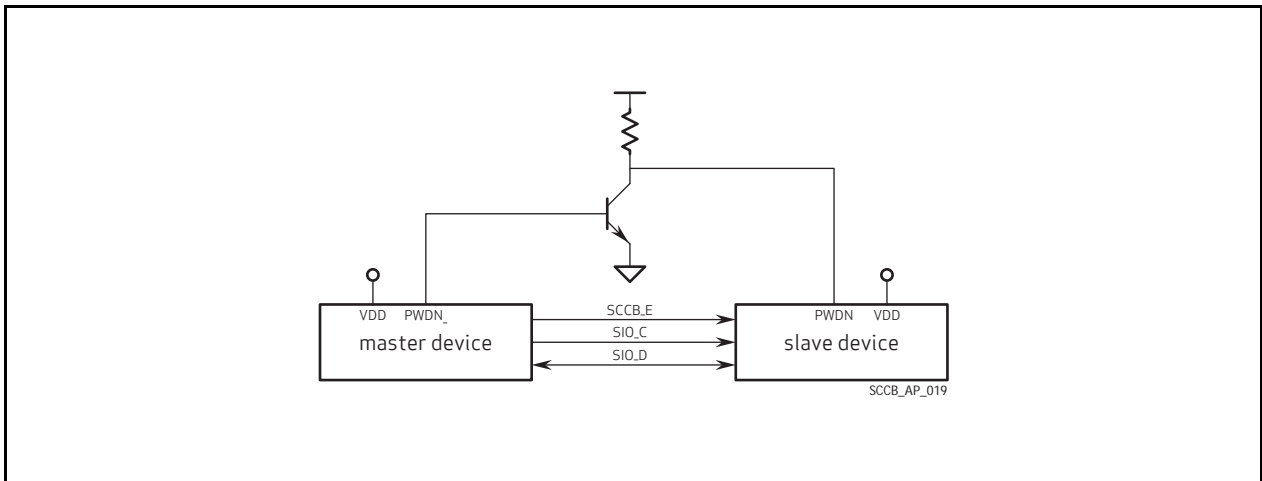 VDD PWDN_
master device
SCCB_E
SIO_C
SIO_D
PWDN VDD
slave device
SCCB_AP_019